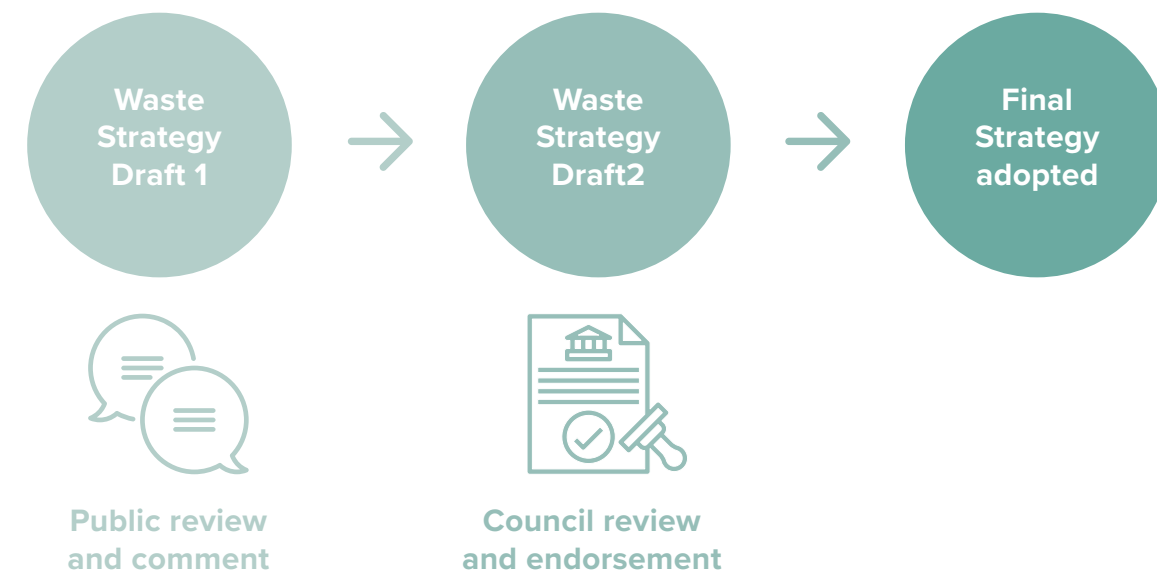 Waste
Strategy
Draft 1
Waste
Strategy
Draft2
Final
Strategy
adopted
Public review
and comment
Council review
and endorsement